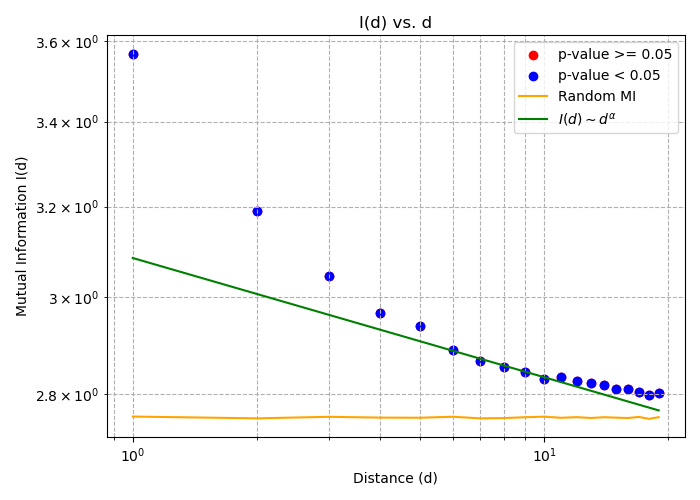 I(d) vs. d
3.6 × 10⁰
3.4 × 10⁰
3.2 × 10⁰
3 × 10⁰
2.8 × 10⁰
Mutual Information I(d)
p-value >= 0.05
p-value < 0.05
Random MI
I(d) ~ d^α
10⁰
10¹
Distance (d)